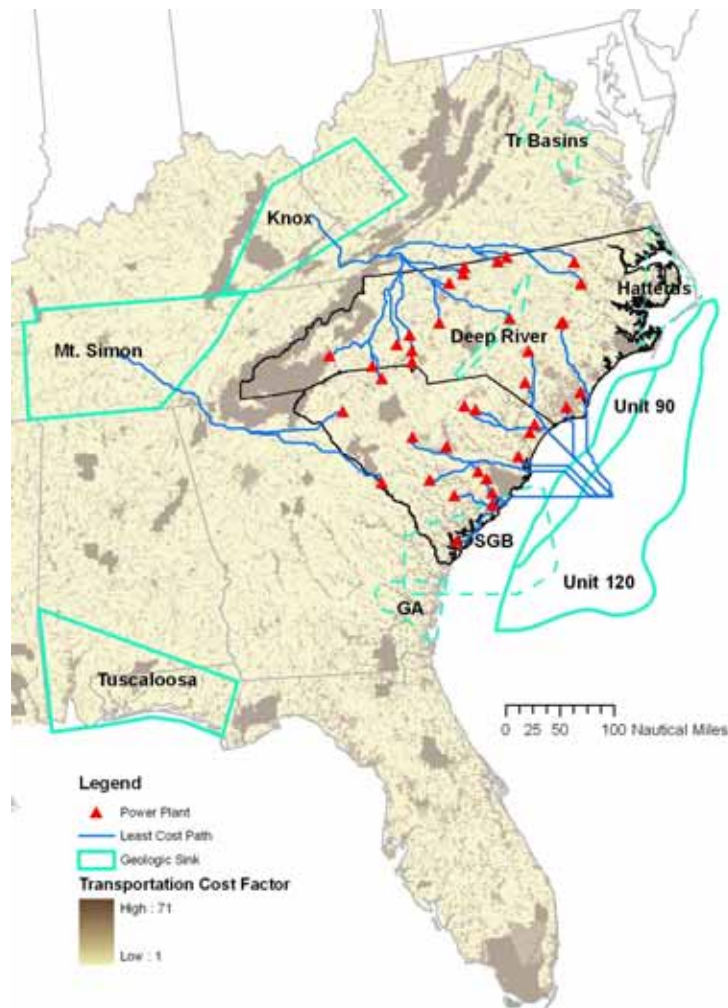 Tr Basins
Knox
Hatteras
Deep River
Mt. Simon
Unit 90
SGB
Unit 120
GA
Tuscaloosa
0 25 50 100 Nautical Miles
Legend
Power Plant
Least Cost Path
Geologic Sink
Transportation Cost Factor
High : 71
Low : 1